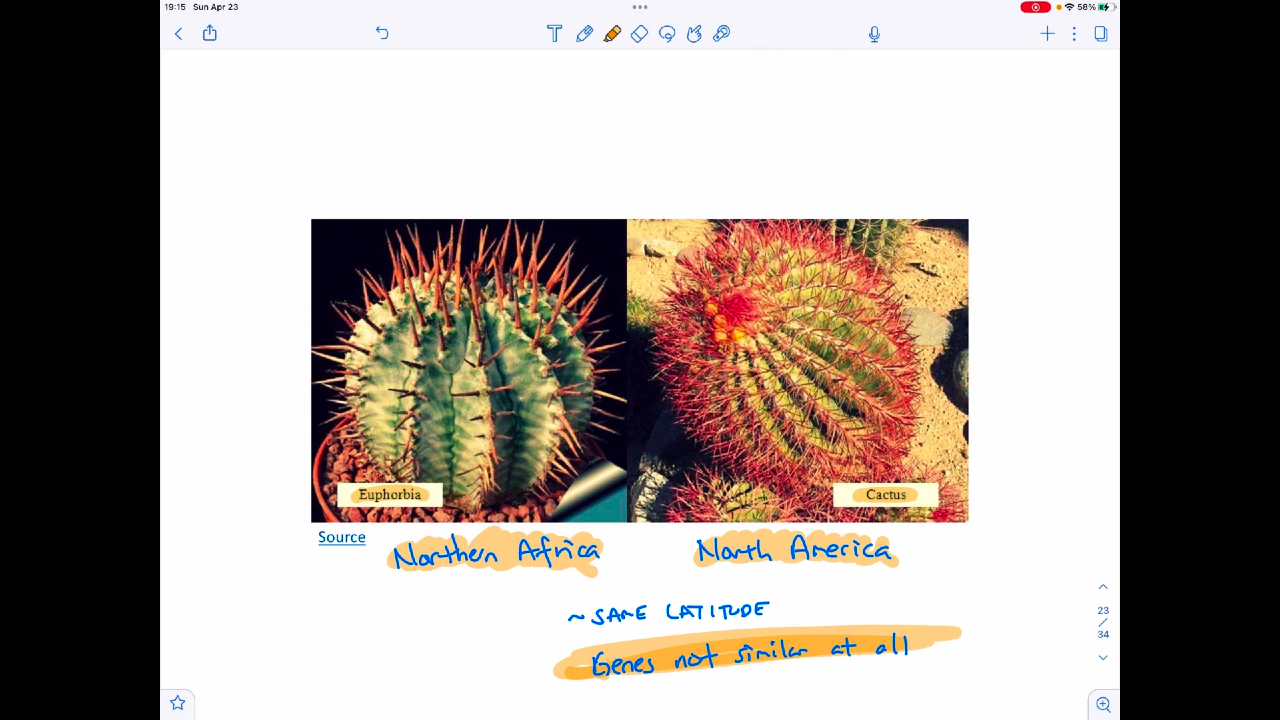 19:15 Sun Apr 23
58%
T
Euphorbia
Cactus
Source
Northern Africa
North America
~ SAME LATITUDE
Genes not similar at all
23
/
34